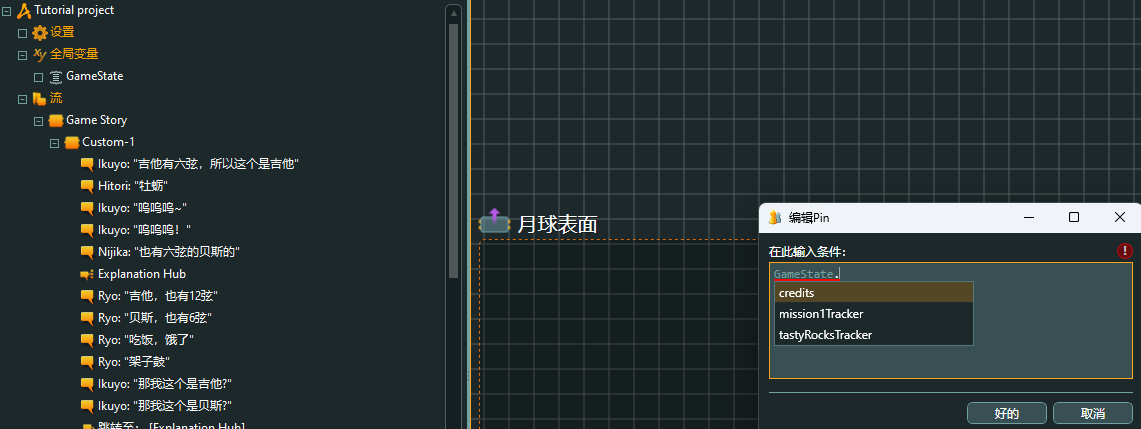 Tutorial project
设置
xy 全局变量
GameState
流
Game Story
Custom-1
Ikuyo: "吉他有六弦，所以这个是吉他"
Hitori: "牡蛎"
Ikuyo: "呜呜呜~"
Ikuyo: "呜呜呜！"
Nijika: "也有六弦的贝斯的"
Explanation Hub
Ryo: "吉他，也有12弦"
Ryo: "贝斯，也有6弦"
Ryo: "吃饭，饿了"
Ryo: "架子鼓"
Ikuyo: "那我这个是吉他?"
Ikuyo: "那我这个是贝斯?"
跳转至： [Explanation Hub]
月球表面
编辑Pin
在此输入条件：
GameState.
credits
mission1Tracker
tastyRocksTracker
好的
取消